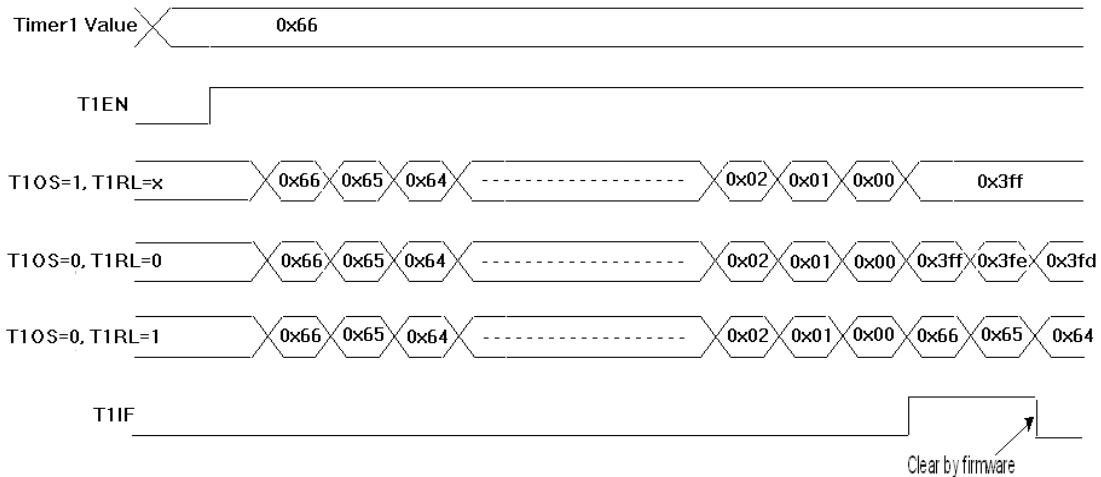 Timer1 Value 0x66
T1EN
T1OS=1, T1RL=x 0x66 0x65 0x64 0x02 0x01 0x00 0x3ff
T1OS=0, T1RL=0 0x66 0x65 0x64 0x02 0x01 0x00 0x3ff 0x3fe 0x3fd
T1OS=0, T1RL=1 0x66 0x65 0x64 0x02 0x01 0x00 0x66 0x65 0x64
T1IF
Clear by firmware